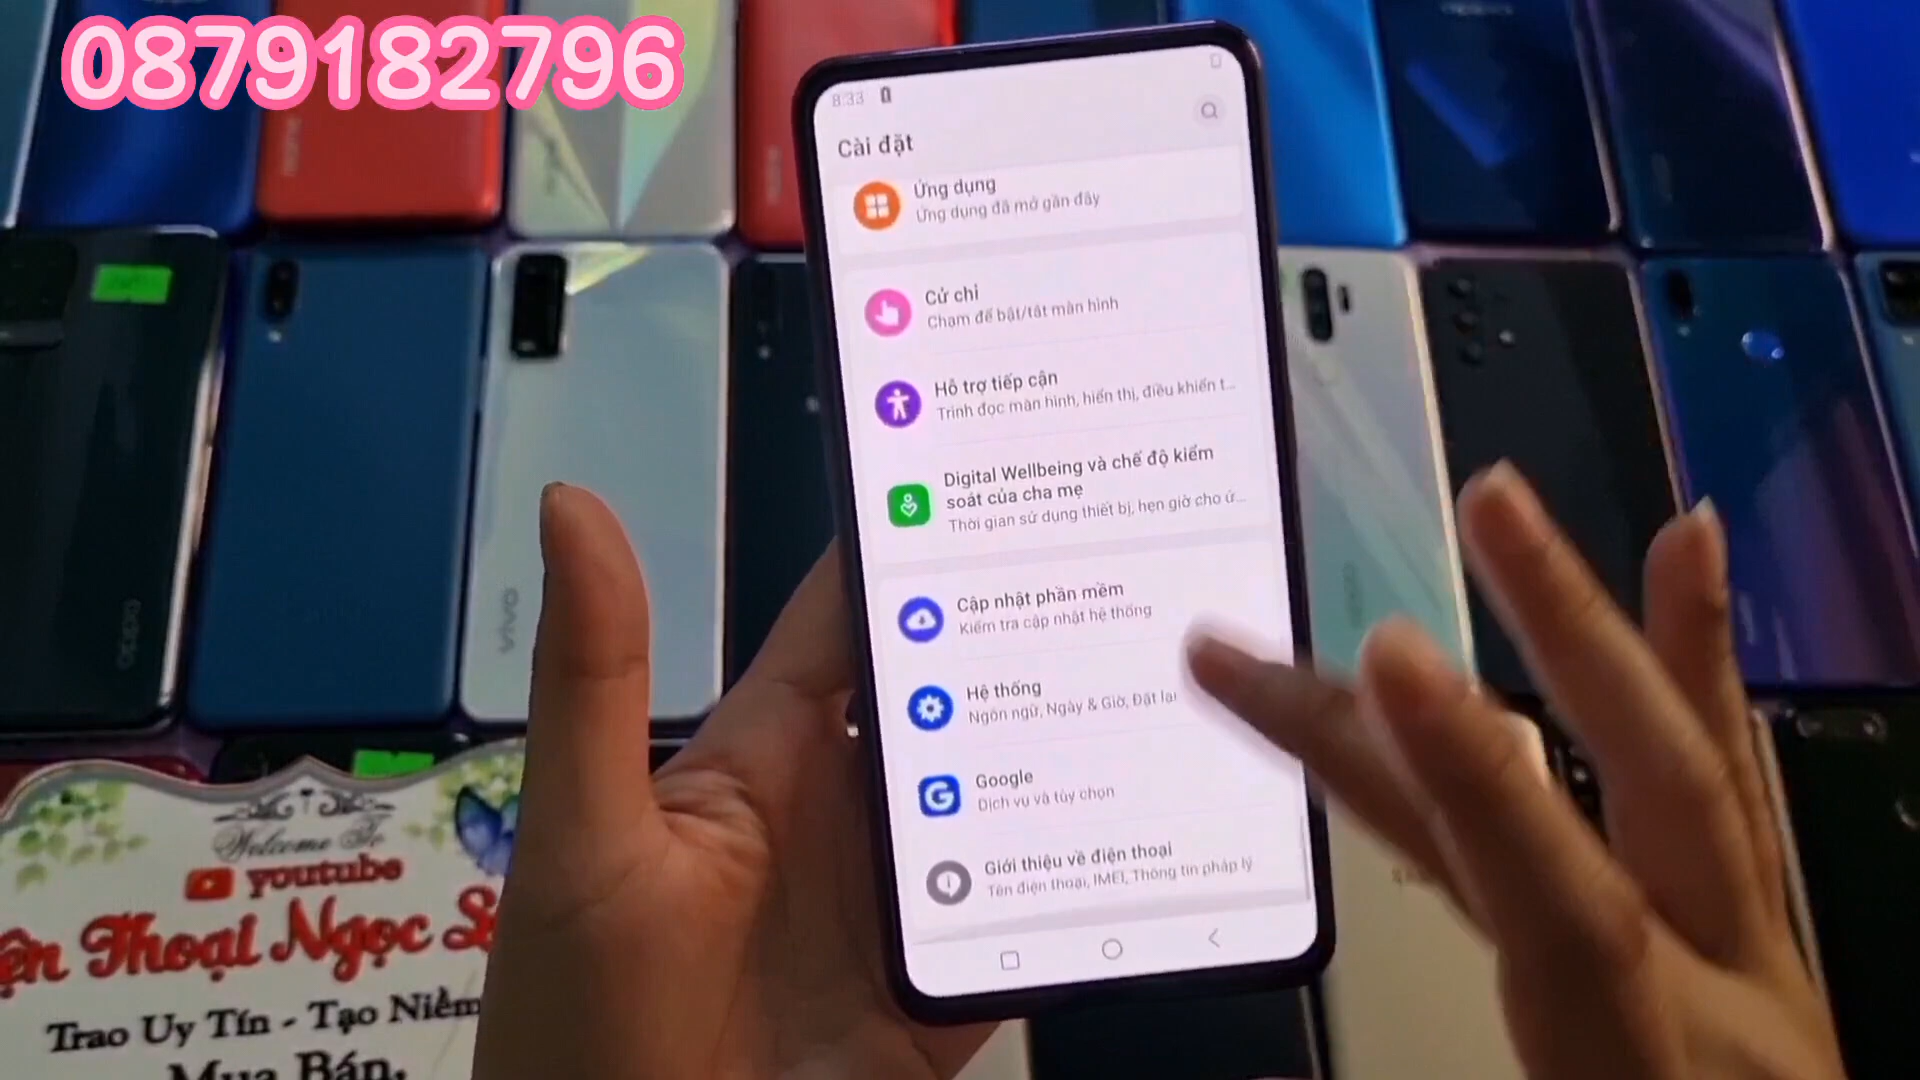 0879182796
8:33
Cài đặt
Ứng dụng
Ứng dụng đã mở gần đây
Cử chỉ
Chạm để bật/tắt màn hình
Hỗ trợ tiếp cận
Trình đọc màn hình, hiển thị, điều khiển t...
Digital Wellbeing và chế độ kiểm
soát của cha mẹ
Thời gian sử dụng thiết bị, hẹn giờ cho ứ...
Cập nhật phần mềm
Kiểm tra cập nhật hệ thống
Hệ thống
Ngôn ngữ, Ngày & Giờ, Đặt lại
Google
Dịch vụ và tùy chọn
Giới thiệu về điện thoại
Tên điện thoại, IMEI, Thông tin pháp lý
oppo
vivo
Welcome To
youtube
Thoại Ngọc
Trao Uy Tín - Tạo Niềm
Mua Bán,